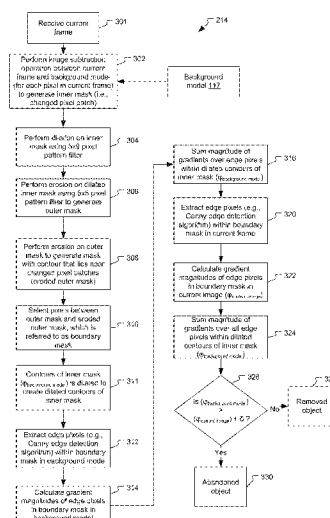 Receive current
frame
301
302
Perform image subtraction
operation between current
frame and background model
(for each pixel in current frame)
to generate inner mask (i.e.,
changed pixel patch)
214
Background
model 117
Perform dilation on inner
mask using 9x9 pixel
pattern filter
304
Perform erosion on dilated
inner mask using 5x5 pixel
pattern filter to generate
outer mask
306
Perform erosion on outer
mask to generate mask
with contour that lies near
changed pixel patches
(eroded outer mask)
Select pixels between
outer mask and eroded
outer mask, which is
referred to as boundary
mask
Contours of inner mask
is dilated to
create dilated contours of
inner mask
Extract edge pixels (e.g.,
Canny edge detection
algorithm) within boundary
mask in background model
Calculate gradient
magnitudes of edge pixels
in boundary mask in
background model
Sum magnitude of
gradients over edge pixels
within dilated contours of
inner mask
318
Extract edge pixels (e.g.,
Canny edge detection
algorithm) within boundary
mask in current frame
320
Calculate gradient
magnitudes of edge pixels
in boundary mask in
current image
322
Sum magnitude of
gradients over all edge
pixels within dilated
contours of inner mask
324
326
Is
>
No
Removed
object
Yes
Abandoned
object
330